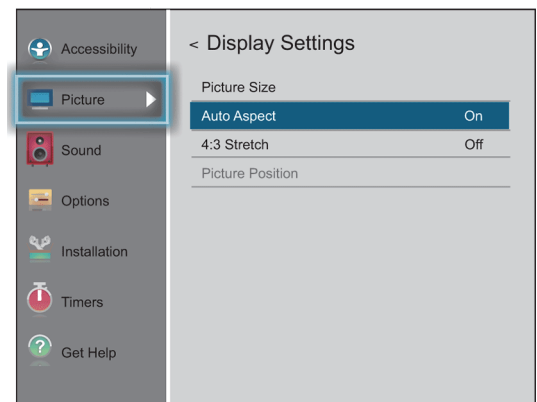 Accessibility
Picture
Sound
Options
Installation
Timers
Get Help
< Display Settings
Picture Size
Auto Aspect On
4:3 Stretch Off
Picture Position